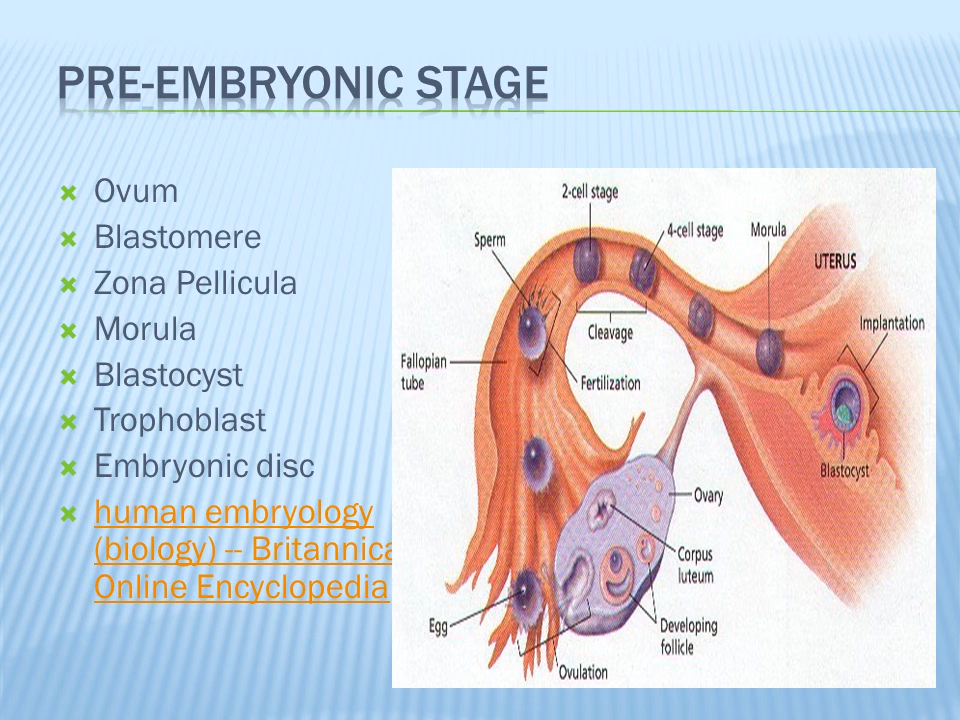 PRE-EMBRYONIC STAGE
Ovum
Blastomere
Zona Pellicula
Morula
Blastocyst
Trophoblast
Embryonic disc
human embryology
(biology) -- Britannica
Online Encyclopedia
2-cell stage
4-cell stage
Morula
Sperm
UTERUS
Implantation
Cleavage
Fallopian
tube
Fertilization
Blastocyst
Ovary
Corpus
luteum
Egg
Developing
follicle
Ovulation